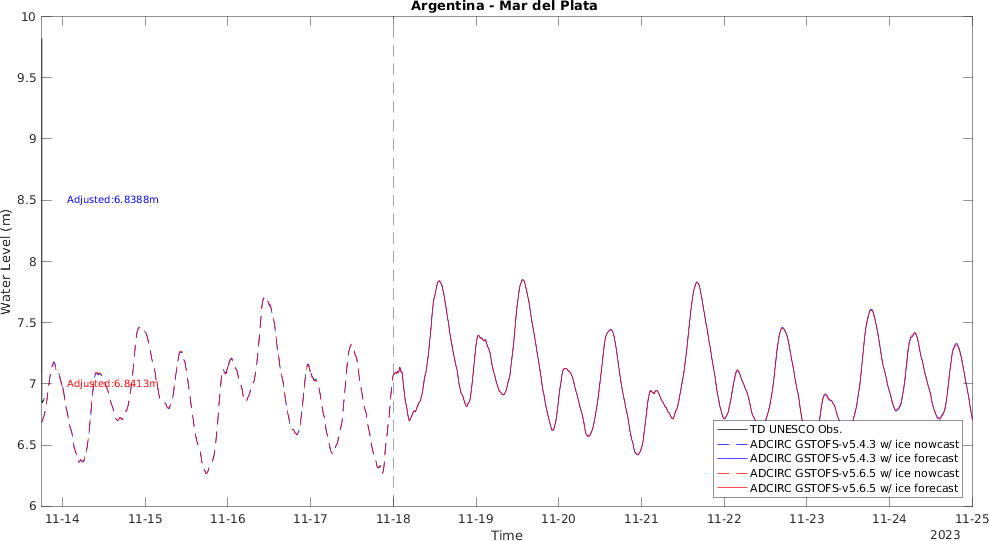 Argentina - Mar del Plata
10
9.5
9
8.5
8
7.5
7
6.5
6
Water Level (m)
Adjusted:6.8388m
Adjusted:6.8413m
TD UNESCO Obs.
ADCIRC GSTOFS-v5.4.3 w/ ice nowcast
ADCIRC GSTOFS-v5.4.3 w/ ice forecast
ADCIRC GSTOFS-v5.6.5 w/ ice nowcast
ADCIRC GSTOFS-v5.6.5 w/ ice forecast
11-14 11-15 11-16 11-17 11-18 11-19 11-20 11-21 11-22 11-23 11-24 11-25
Time
2023